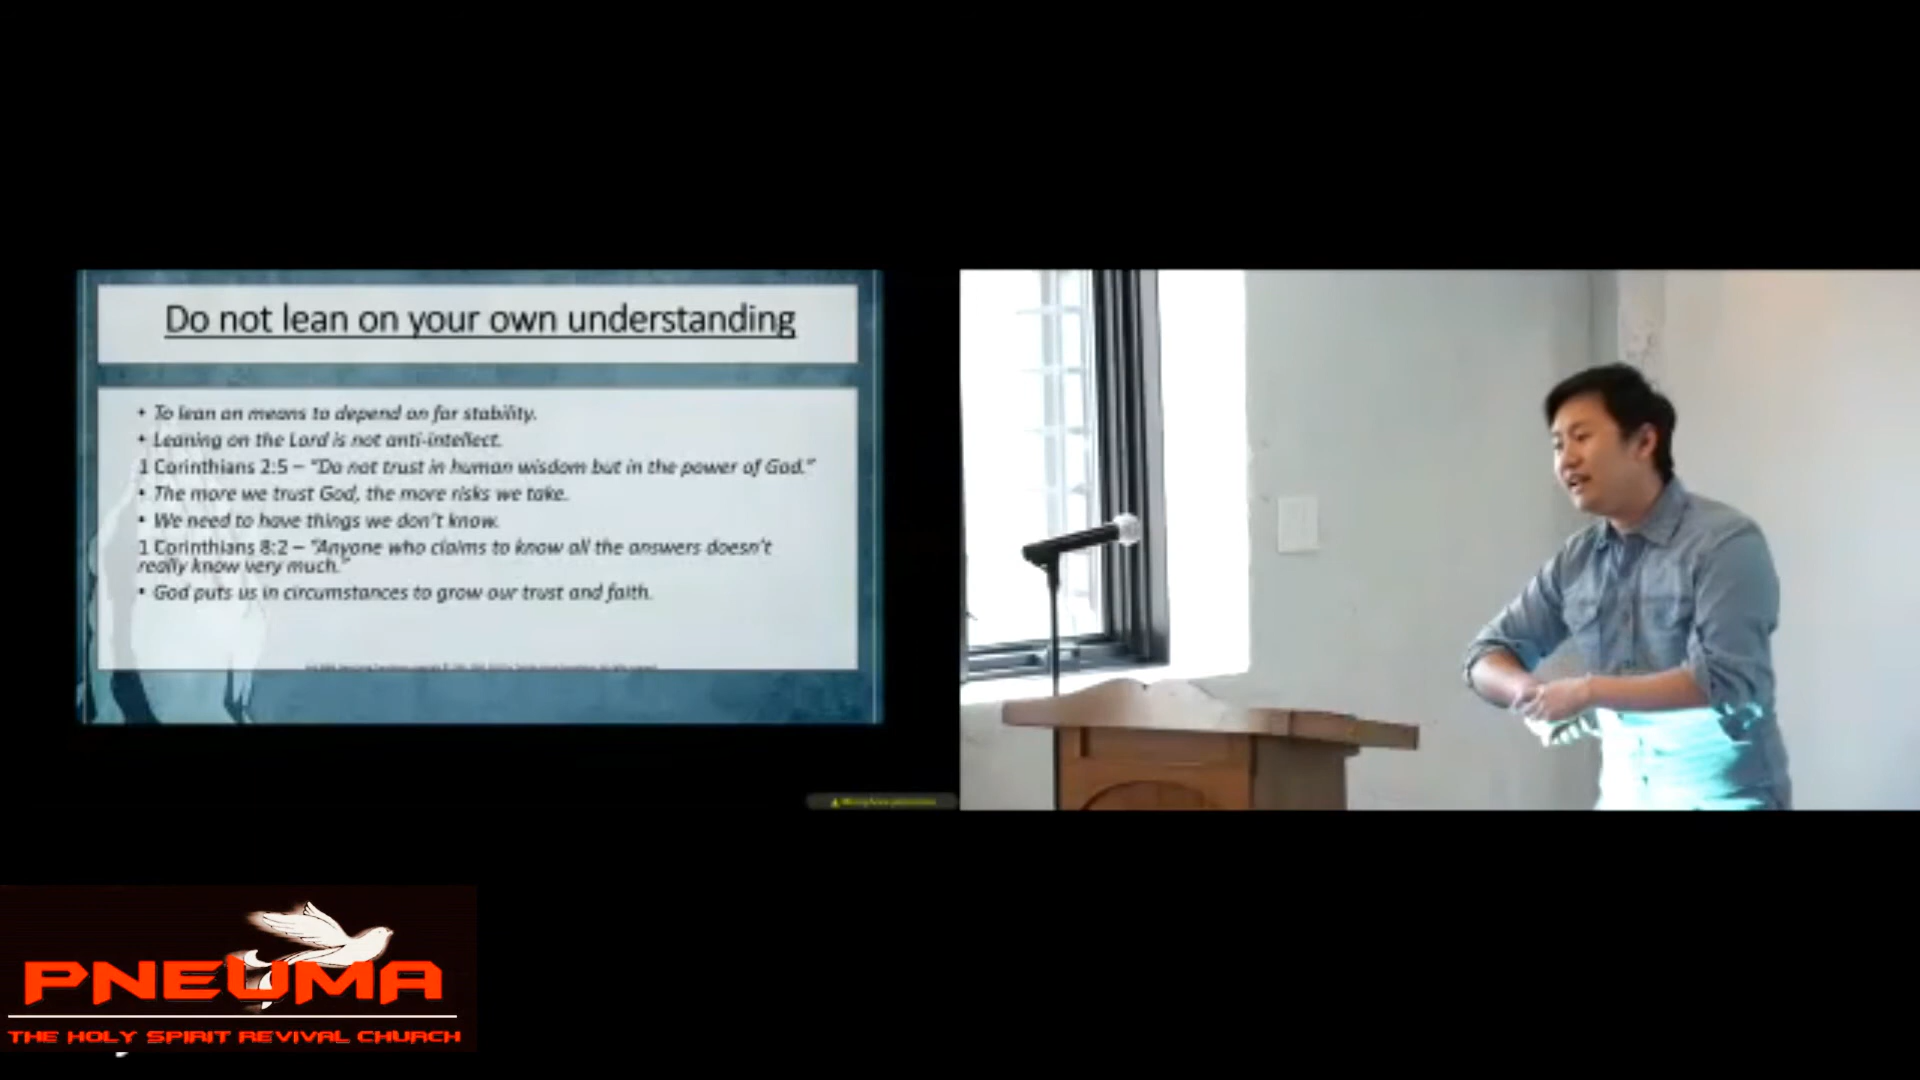 Do not lean on your own understanding
• To lean on means to depend on for stability.
• Leaning on the Lord is not anti-intellect.
1 Corinthians 2:5 – “Do not trust in human wisdom but in the power of God.”
• The more we trust God, the more risks we take.
• We need to have things we don’t know.
1 Corinthians 8:2 – “Anyone who claims to know all the answers doesn’t
really know very much.”
• God puts us in circumstances to grow our trust and faith.
PNEUMA
THE HOLY SPIRIT REVIVAL CHURCH